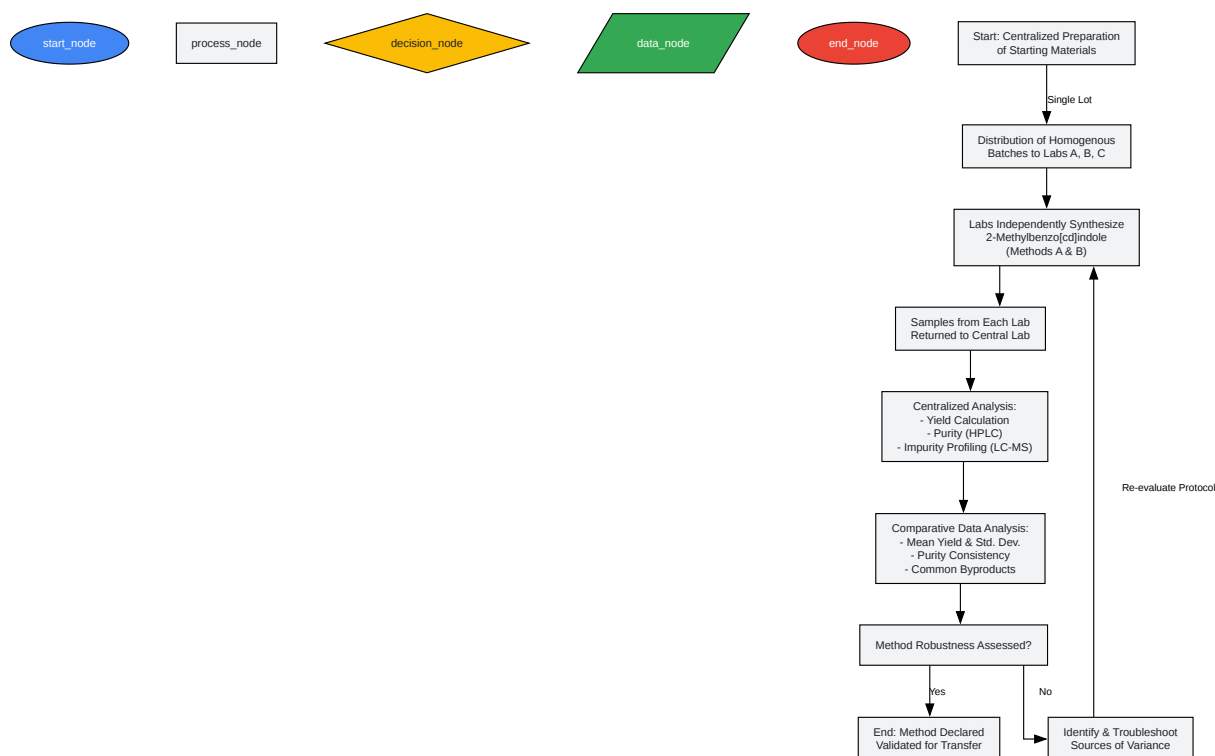 start_node
process_node
decision_node
data_node
end_node
Start: Centralized Preparation
of Starting Materials
Single Lot
Distribution of Homogenous
Batches to Labs A, B, C
Labs Independently Synthesize
2-Methylbenzo[cd]indole
(Methods A & B)
Samples from Each Lab
Returned to Central Lab
Centralized Analysis:
- Yield Calculation
- Purity (HPLC)
- Impurity Profiling (LC-MS)
Re-evaluate Protocol
Comparative Data Analysis:
- Mean Yield & Std. Dev.
- Purity Consistency
- Common Byproducts
Method Robustness Assessed?
Yes
No
End: Method Declared
Validated for Transfer
Identify & Troubleshoot
Sources of Variance